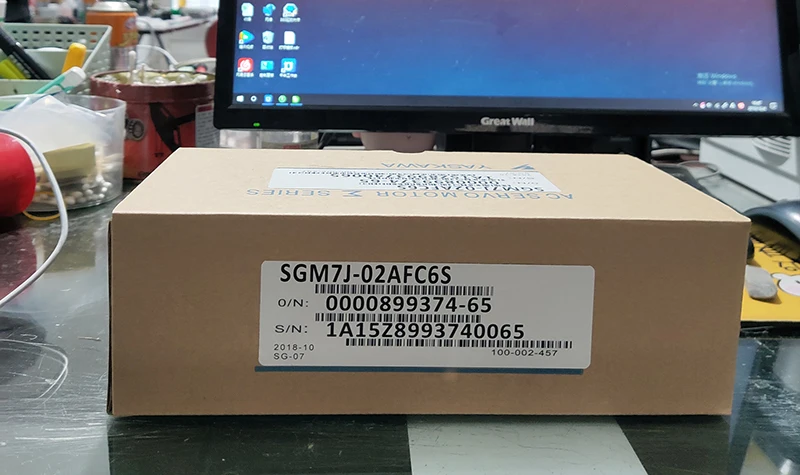 Great Wall
YASKAWA
AC SERVO MOTOR Σ SERIES
SGM7J-02AFC6S
O/N: 0000899374-65
S/N: 1A15Z8993740065
2018-10
SG-07
100-002-457